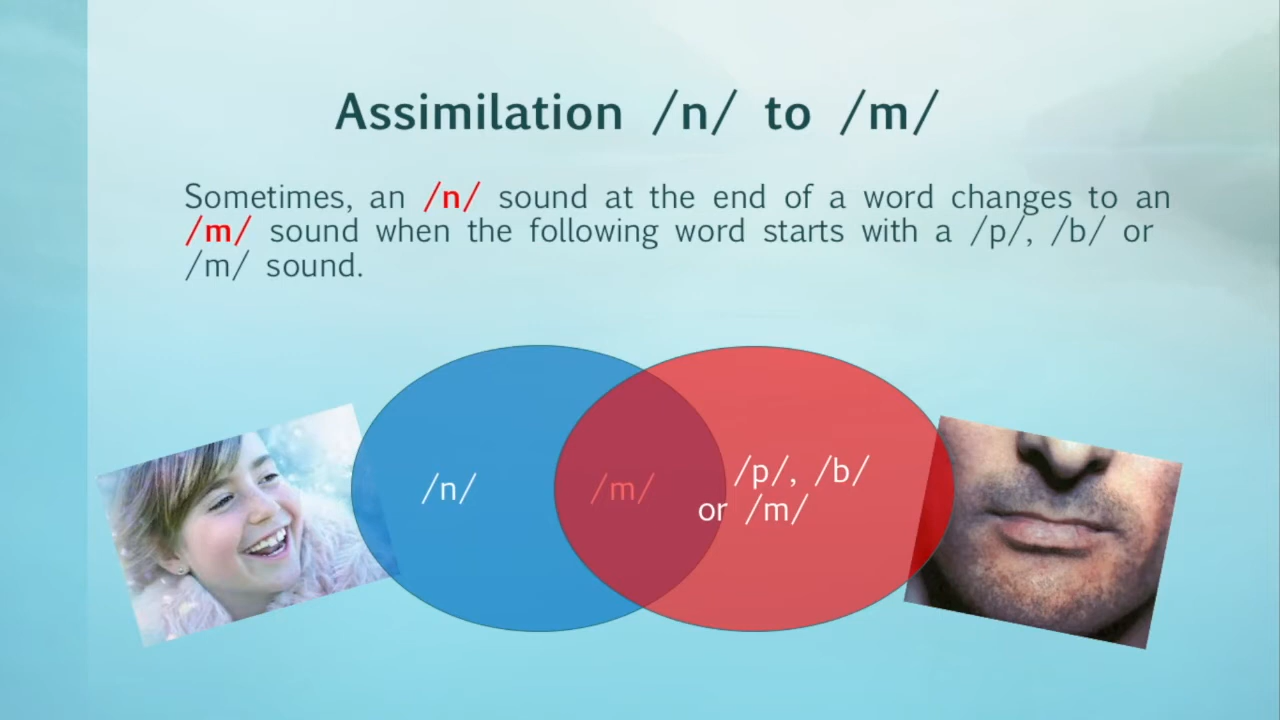 Assimilation /n/ to /m/
Sometimes, an /n/ sound at the end of a word changes to an
/m/ sound when the following word starts with a /p/, /b/ or
/m/ sound.
/n/
/m/
/p/, /b/
or /m/